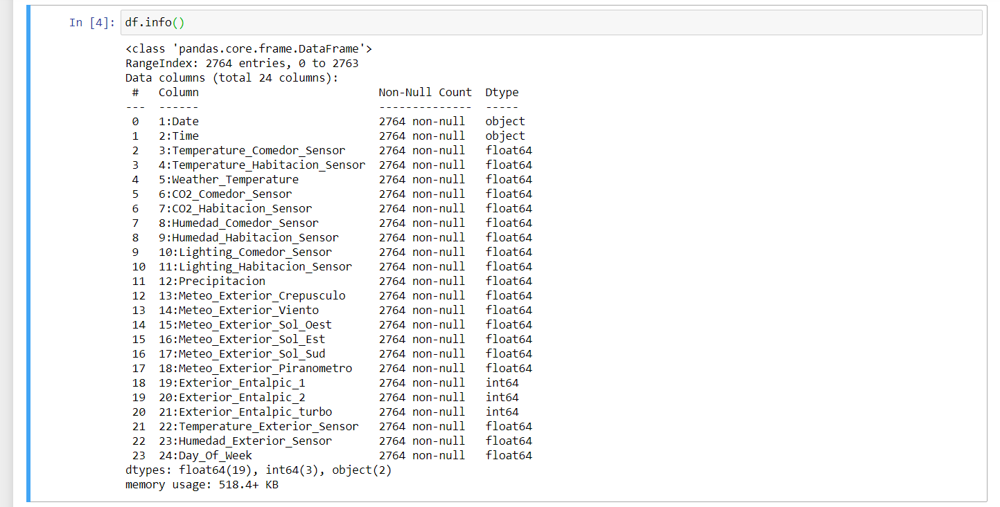 In [4]: df.info()
<class 'pandas.core.frame.DataFrame'>
RangeIndex: 2764 entries, 0 to 2763
Data columns (total 24 columns):
 #   Column                           Non-Null Count  Dtype
---  ------                           --------------  -----
 0   1:Date                           2764 non-null   object
 1   2:Time                           2764 non-null   object
 2   3:Temperature_Comedor_Sensor     2764 non-null   float64
 3   4:Temperature_Habitacion_Sensor  2764 non-null   float64
 4   5:Weather_Temperature            2764 non-null   float64
 5   6:CO2_Comedor_Sensor             2764 non-null   float64
 6   7:CO2_Habitacion_Sensor          2764 non-null   float64
 7   8:Humedad_Comedor_Sensor         2764 non-null   float64
 8   9:Humedad_Habitacion_Sensor      2764 non-null   float64
 9   10:Lighting_Comedor_Sensor       2764 non-null   float64
 10  11:Lighting_Habitacion_Sensor    2764 non-null   float64
 11  12:Precipitacion                 2764 non-null   float64
 12  13:Meteo_Exterior_Crepusculo     2764 non-null   float64
 13  14:Meteo_Exterior_Viento         2764 non-null   float64
 14  15:Meteo_Exterior_Sol_Oest       2764 non-null   float64
 15  16:Meteo_Exterior_Sol_Est        2764 non-null   float64
 16  17:Meteo_Exterior_Sol_Sud        2764 non-null   float64
 17  18:Meteo_Exterior_Piranometro    2764 non-null   float64
 18  19:Exterior_Entalpic_1           2764 non-null   int64
 19  20:Exterior_Entalpic_2           2764 non-null   int64
 20  21:Exterior_Entalpic_turbo       2764 non-null   int64
 21  22:Temperature_Exterior_Sensor   2764 non-null   float64
 22  23:Humedad_Exterior_Sensor       2764 non-null   float64
 23  24:Day_Of_Week                   2764 non-null   float64
dtypes: float64(19), int64(3), object(2)
memory usage: 518.4+ KB